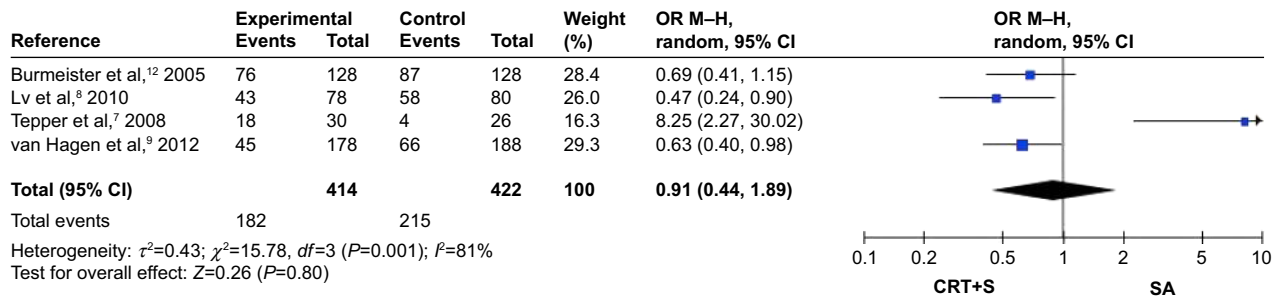 Experimental Control Weight OR M–H, OR M–H,
Reference Events Total Events Total (%) random, 95% CI random, 95% CI
Burmeister et al,¹² 2005 76 128 87 128 28.4 0.69 (0.41, 1.15)
Lv et al,⁸ 2010 43 78 58 80 26.0 0.47 (0.24, 0.90)
Tepper et al,⁷ 2008 18 30 4 26 16.3 8.25 (2.27, 30.02)
van Hagen et al,⁹ 2012 45 178 66 188 29.3 0.63 (0.40, 0.98)
Total (95% CI) 414 422 100 0.91 (0.44, 1.89)
Total events 182 215
Heterogeneity: τ²=0.43; χ²=15.78, df=3 (P=0.001); I²=81%
Test for overall effect: Z=0.26 (P=0.80)
0.1 0.2 0.5 1 2 5 10
CRT+S SA